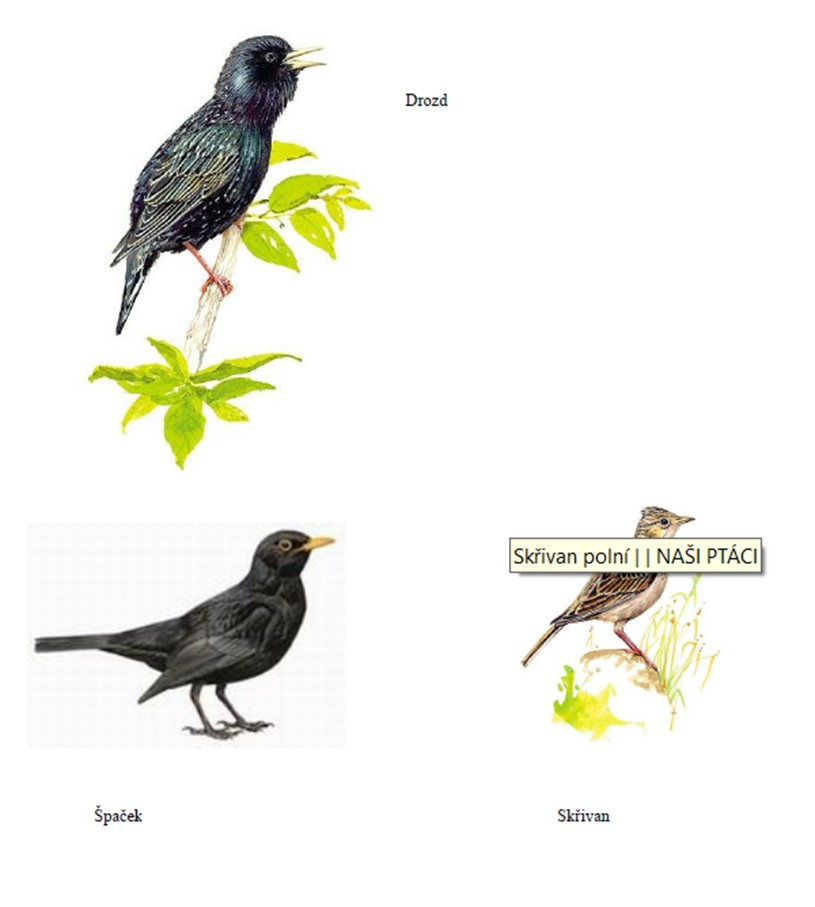 Drozd
Skřivan polní | | NAŠI PTÁCI
Špaček
Skřivan